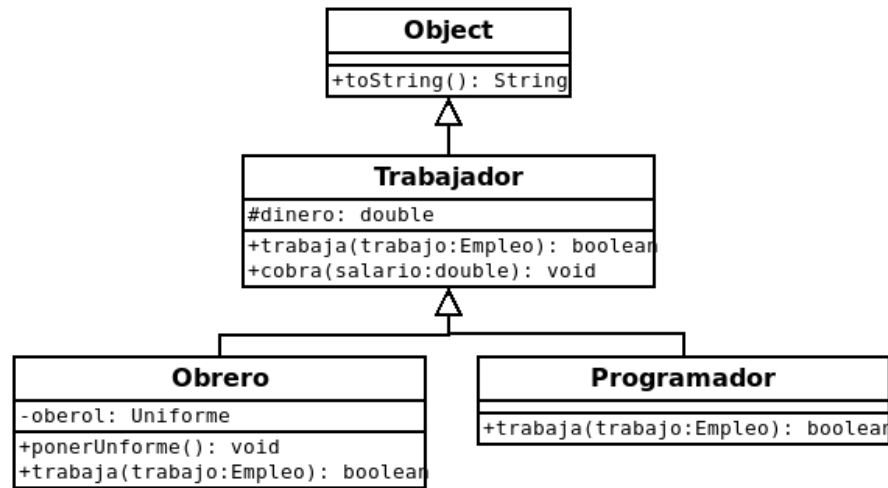 Object
+toString(): String
Trabajador
#dinero: double
+trabaja(trabajo:Empleo): boolean
+cobra(salario:double): void
Obrero
-oberol: Uniforme
+ponerUnforme(): void
+trabaja(trabajo:Empleo): boolean
Programador
+trabaja(trabajo:Empleo): boolean